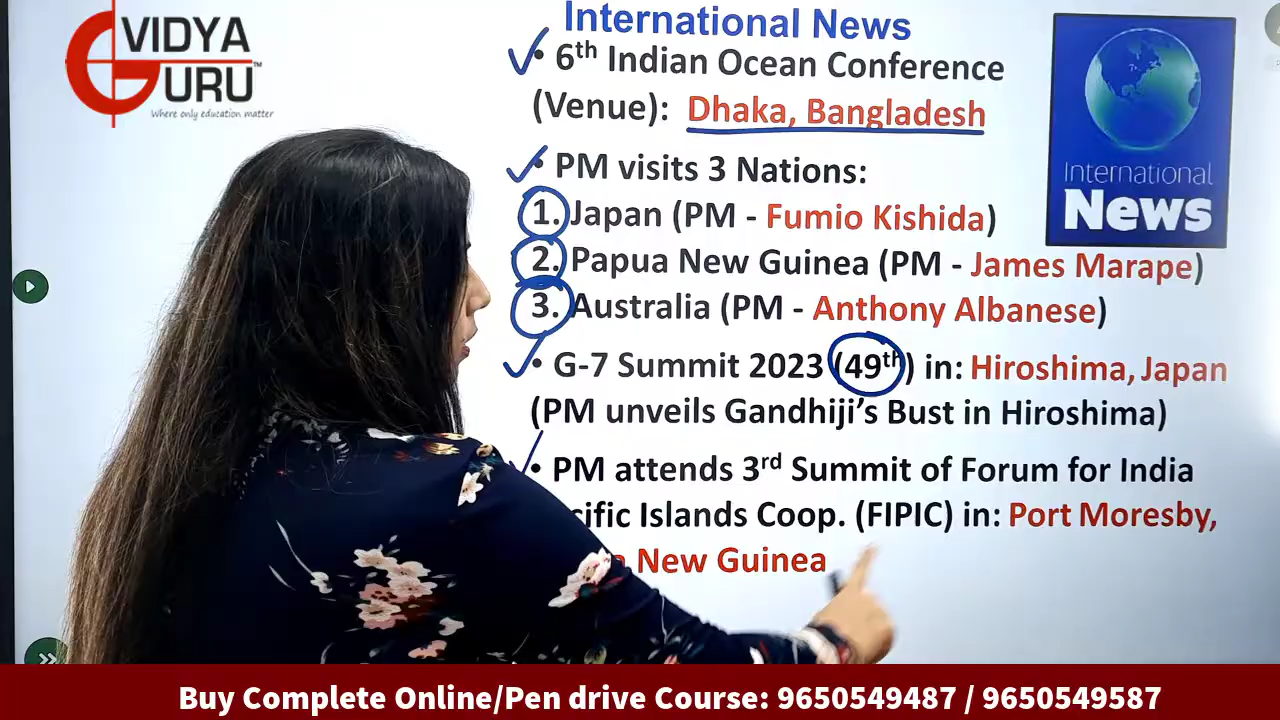 VIDYA
GURU™
Where only education matter
International News
• 6th Indian Ocean Conference
(Venue): Dhaka, Bangladesh
• PM visits 3 Nations:
1. Japan (PM - Fumio Kishida)
2. Papua New Guinea (PM - James Marape)
3. Australia (PM - Anthony Albanese)
• G-7 Summit 2023 (49th) in: Hiroshima, Japan
(PM unveils Gandhiji's Bust in Hiroshima)
• PM attends 3rd Summit of Forum for India
Islands Coop. (FIPIC) in: Port Moresby,
New Guinea
International
News
Buy Complete Online/Pen drive Course: 9650549487 / 9650549587